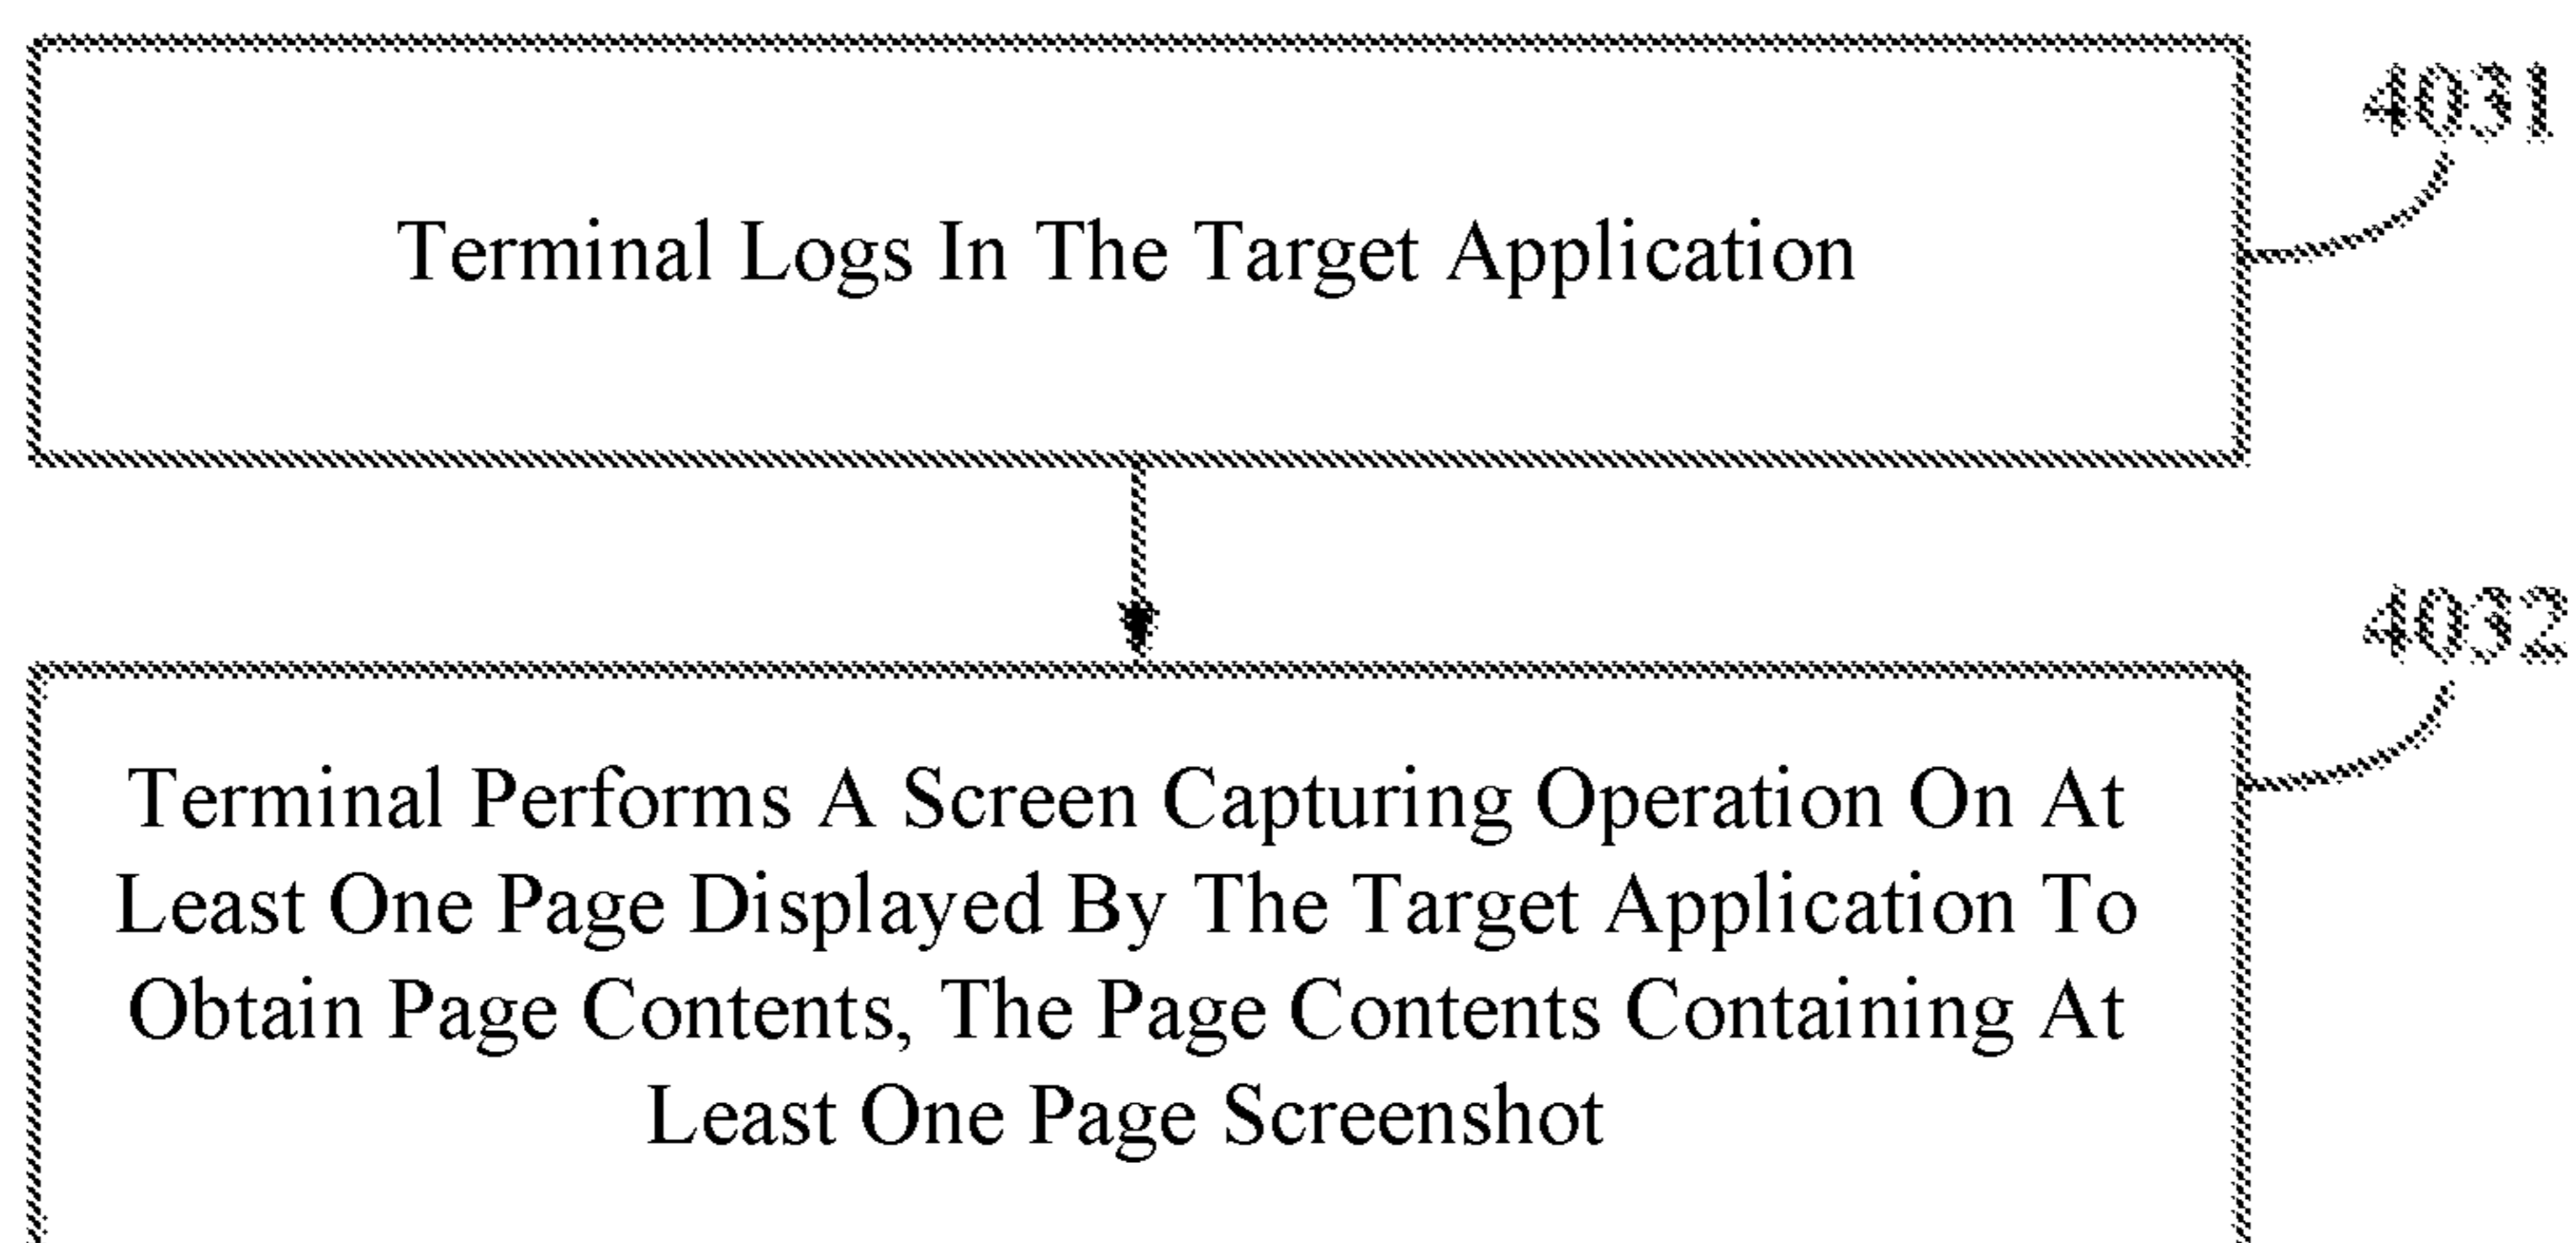 4031
Terminal Logs In The Target Application
4032
Terminal Performs A Screen Capturing Operation On At
Least One Page Displayed By The Target Application To
Obtain Page Contents, The Page Contents Containing At
Least One Page Screenshot